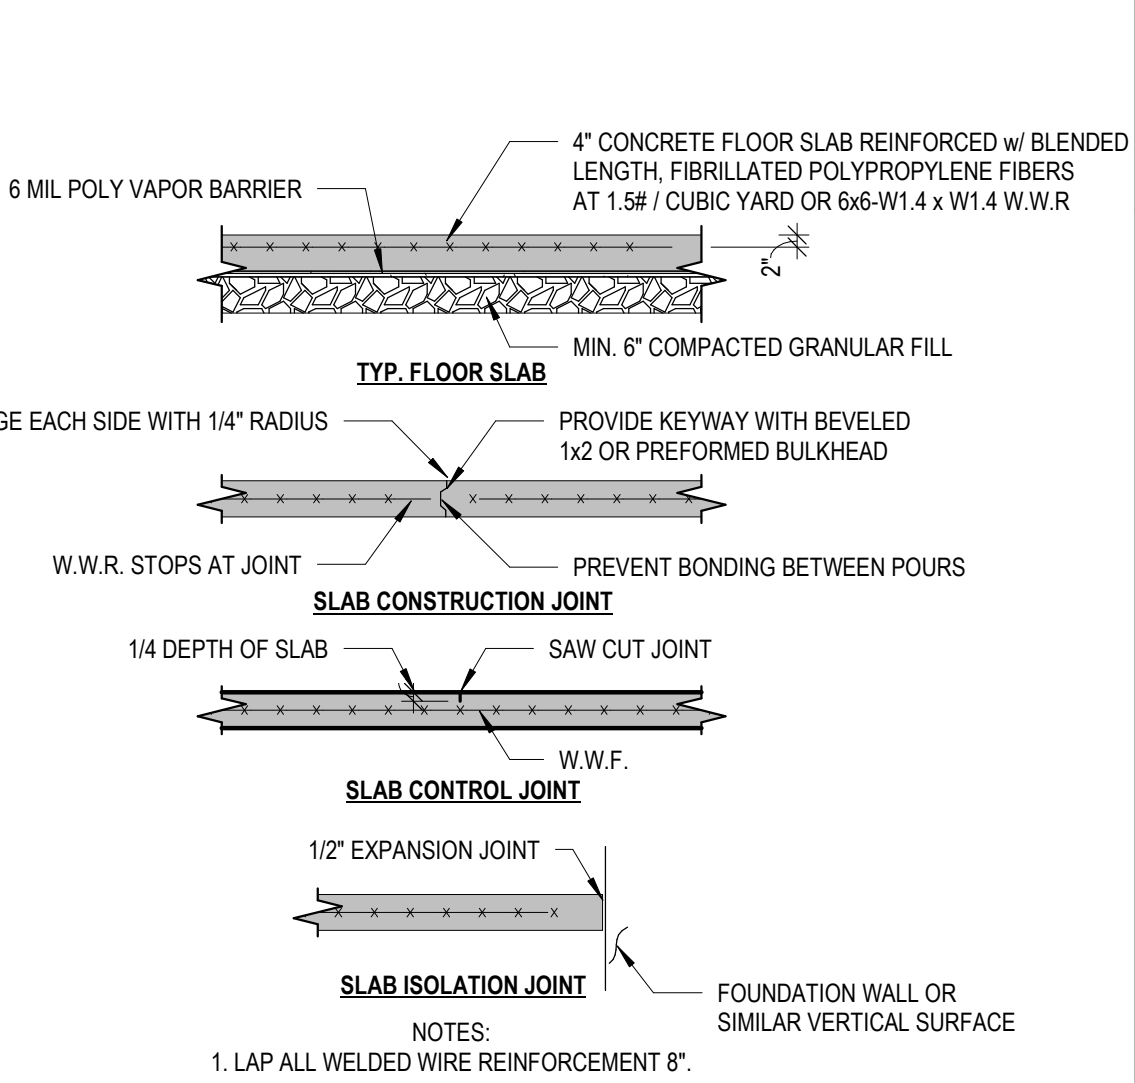 4" CONCRETE FLOOR SLAB REINFORCED w/ BLENDED
LENGTH, FIBRILLATED POLYPROPYLENE FIBERS
AT 1.5# / CUBIC YARD OR 6x6-W1.4 x W1.4 W.W.R
6 MIL POLY VAPOR BARRIER
2"
MIN. 6" COMPACTED GRANULAR FILL
TYP. FLOOR SLAB
EACH SIDE WITH 1/4" RADIUS
PROVIDE KEYWAY WITH BEVELED
1x2 OR PREFORMED BULKHEAD
W.W.R. STOPS AT JOINT
PREVENT BONDING BETWEEN POURS
SLAB CONSTRUCTION JOINT
1/4 DEPTH OF SLAB
SAW CUT JOINT
W.W.F.
SLAB CONTROL JOINT
1/2" EXPANSION JOINT
SLAB ISOLATION JOINT
FOUNDATION WALL OR
SIMILAR VERTICAL SURFACE
NOTES:
1. LAP ALL WELDED WIRE REINFORCEMENT 8".